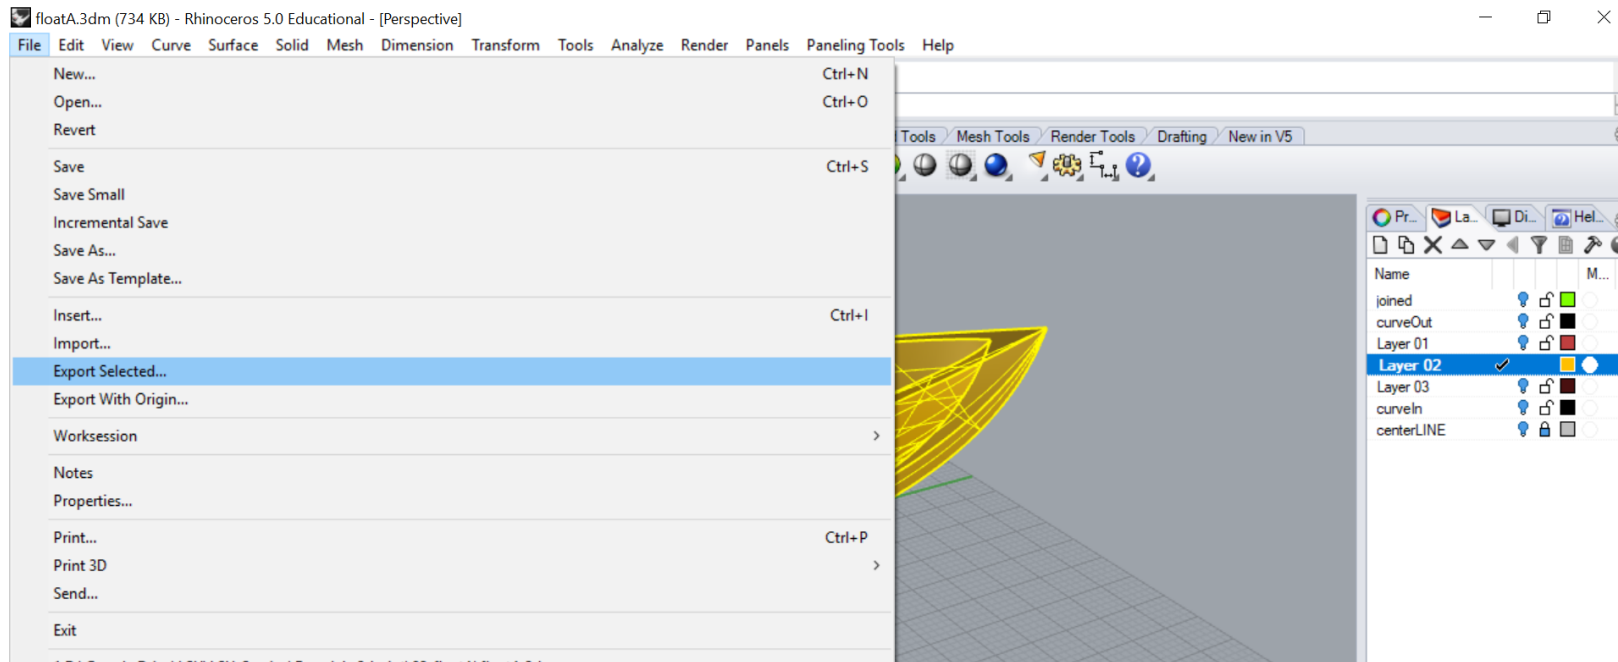 floatA.3dm (734 KB) - Rhinoceros 5.0 Educational - [Perspective]
File Edit View Curve Surface Solid Mesh Dimension Transform Tools Analyze Render Panels Paneling Tools Help
New... Ctrl+N
Open... Ctrl+O
Revert
Save Ctrl+S
Save Small
Incremental Save
Save As...
Save As Template...
Insert... Ctrl+I
Import...
Export Selected...
Export With Origin...
Worksession
Notes
Properties...
Print... Ctrl+P
Print 3D
Send...
Exit
Tools Mesh Tools Render Tools Drafting New in V5
Pr... La... Di... Hel...
Name M...
joined
curveOut
Layer 01
Layer 02
Layer 03
curveIn
centerLINE